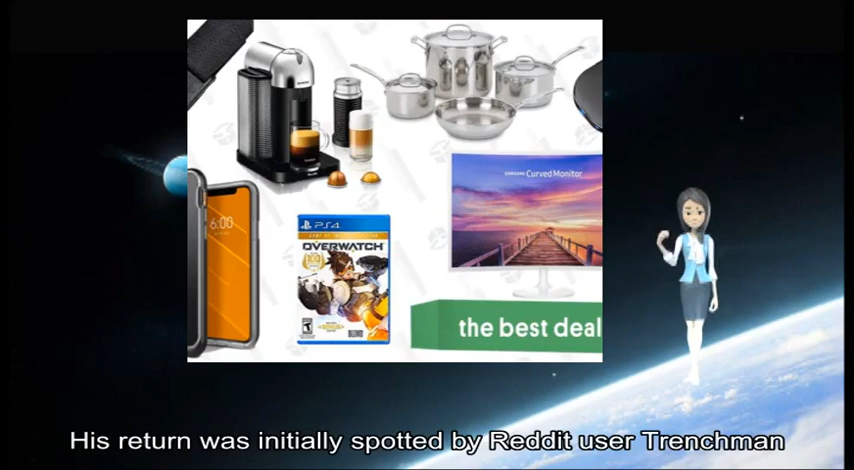 SAMSUNG Curved Monitor
6:00
PS4
OVERWATCH
100
the best deal
His return was initially spotted by Reddit user Trenchman